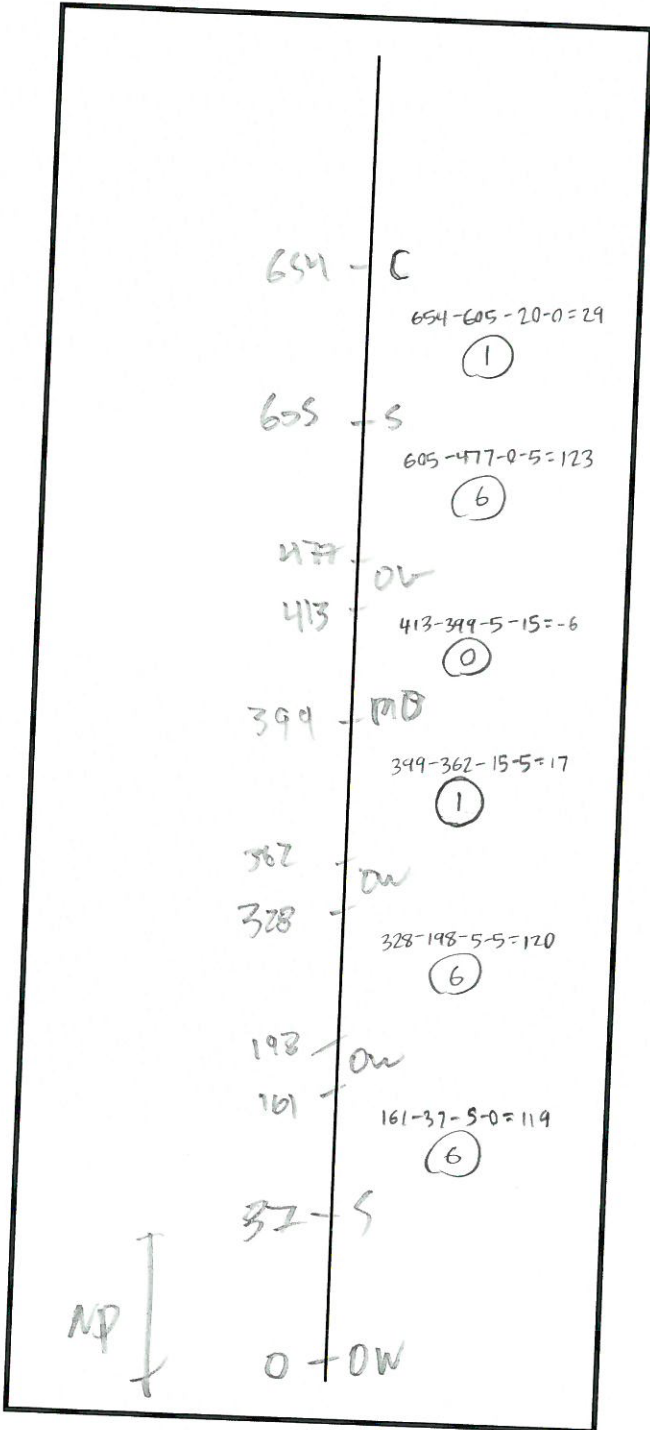 654 - C
654-605-20-0=29
1
605 - S
605-477-0-5=123
6
477 -
OW
413 -
413-399-5-15=-6
0
399 - MB
399-362-15-5=17
1
362 -
OW
328 -
328-198-5-5=120
6
198
OW
161 -
161-37-5-0=119
6
37 - S
NP
0 - OW